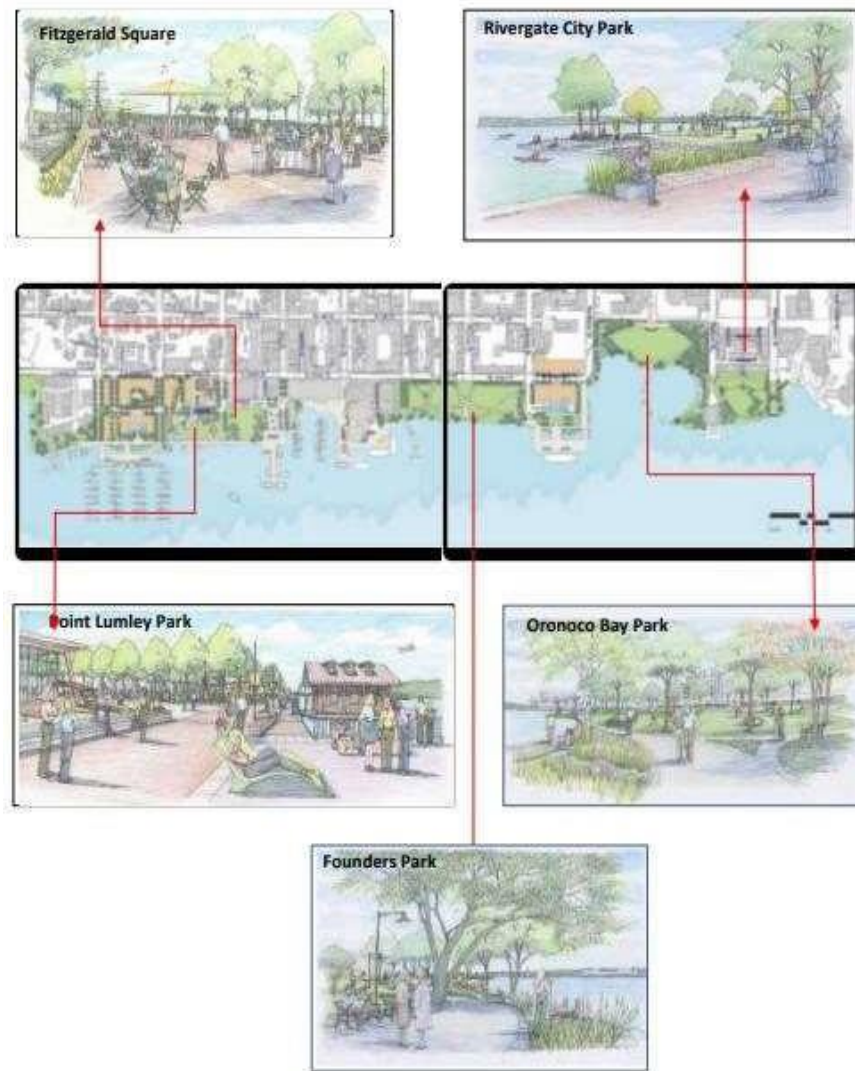 Fitzgerald Square
Rivergate City Park
Point Lumley Park
Oronoco Bay Park
Founders Park